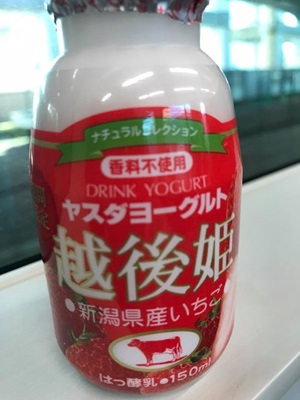 ナチュラルセレクション
香料不使用
DRINK YOGURT
ヤスダヨーグルト
越後姫
●新潟県産いちご●
はっ酵乳●150ml